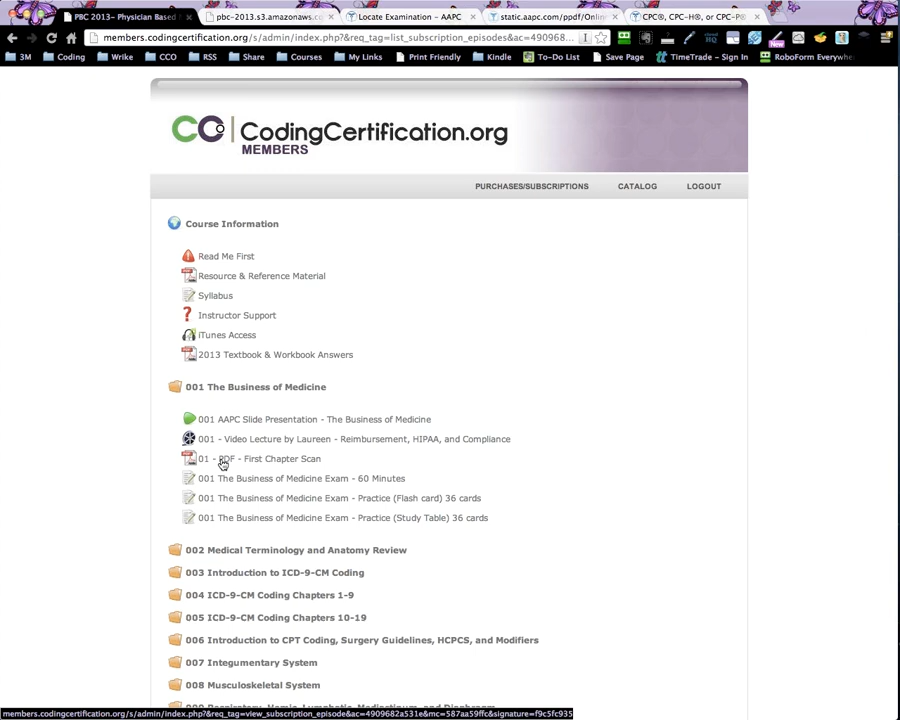 PBC 2013- Physician Based
pbc-2013.s3.amazonaws.co
Locate Examination - AAPC
static.aapc.com/ppdf/Onlin
CPC®, CPC-H®, or CPC-P®
members.codingcertification.org/s/admin/index.php?&req_tag=list_subscription_episodes&ac=490968...
3M Coding Wrike CCO RSS Share Courses My Links Print Friendly Kindle To-Do List Save Page TimeTrade - Sign In RoboForm Everywhe
CodingCertification.org
MEMBERS
PURCHASES/SUBSCRIPTIONS CATALOG LOGOUT
Course Information
Read Me First
Resource & Reference Material
Syllabus
Instructor Support
iTunes Access
2013 Textbook & Workbook Answers
001 The Business of Medicine
001 AAPC Slide Presentation - The Business of Medicine
001 - Video Lecture by Laureen - Reimbursement, HIPAA, and Compliance
01 - PDF - First Chapter Scan
001 The Business of Medicine Exam - 60 Minutes
001 The Business of Medicine Exam - Practice (Flash card) 36 cards
001 The Business of Medicine Exam - Practice (Study Table) 36 cards
002 Medical Terminology and Anatomy Review
003 Introduction to ICD-9-CM Coding
004 ICD-9-CM Coding Chapters 1-9
005 ICD-9-CM Coding Chapters 10-19
006 Introduction to CPT Coding, Surgery Guidelines, HCPCS, and Modifiers
007 Integumentary System
008 Musculoskeletal System
009 Respiratory, Hemic, Lymphatic, Mediastinum, and Diaphragm
members.codingcertification.org/s/admin/index.php?&req_tag=view_subscription_episode&ac=4909682a531e&mc=587aa59ffc&signature=f9c5fc935